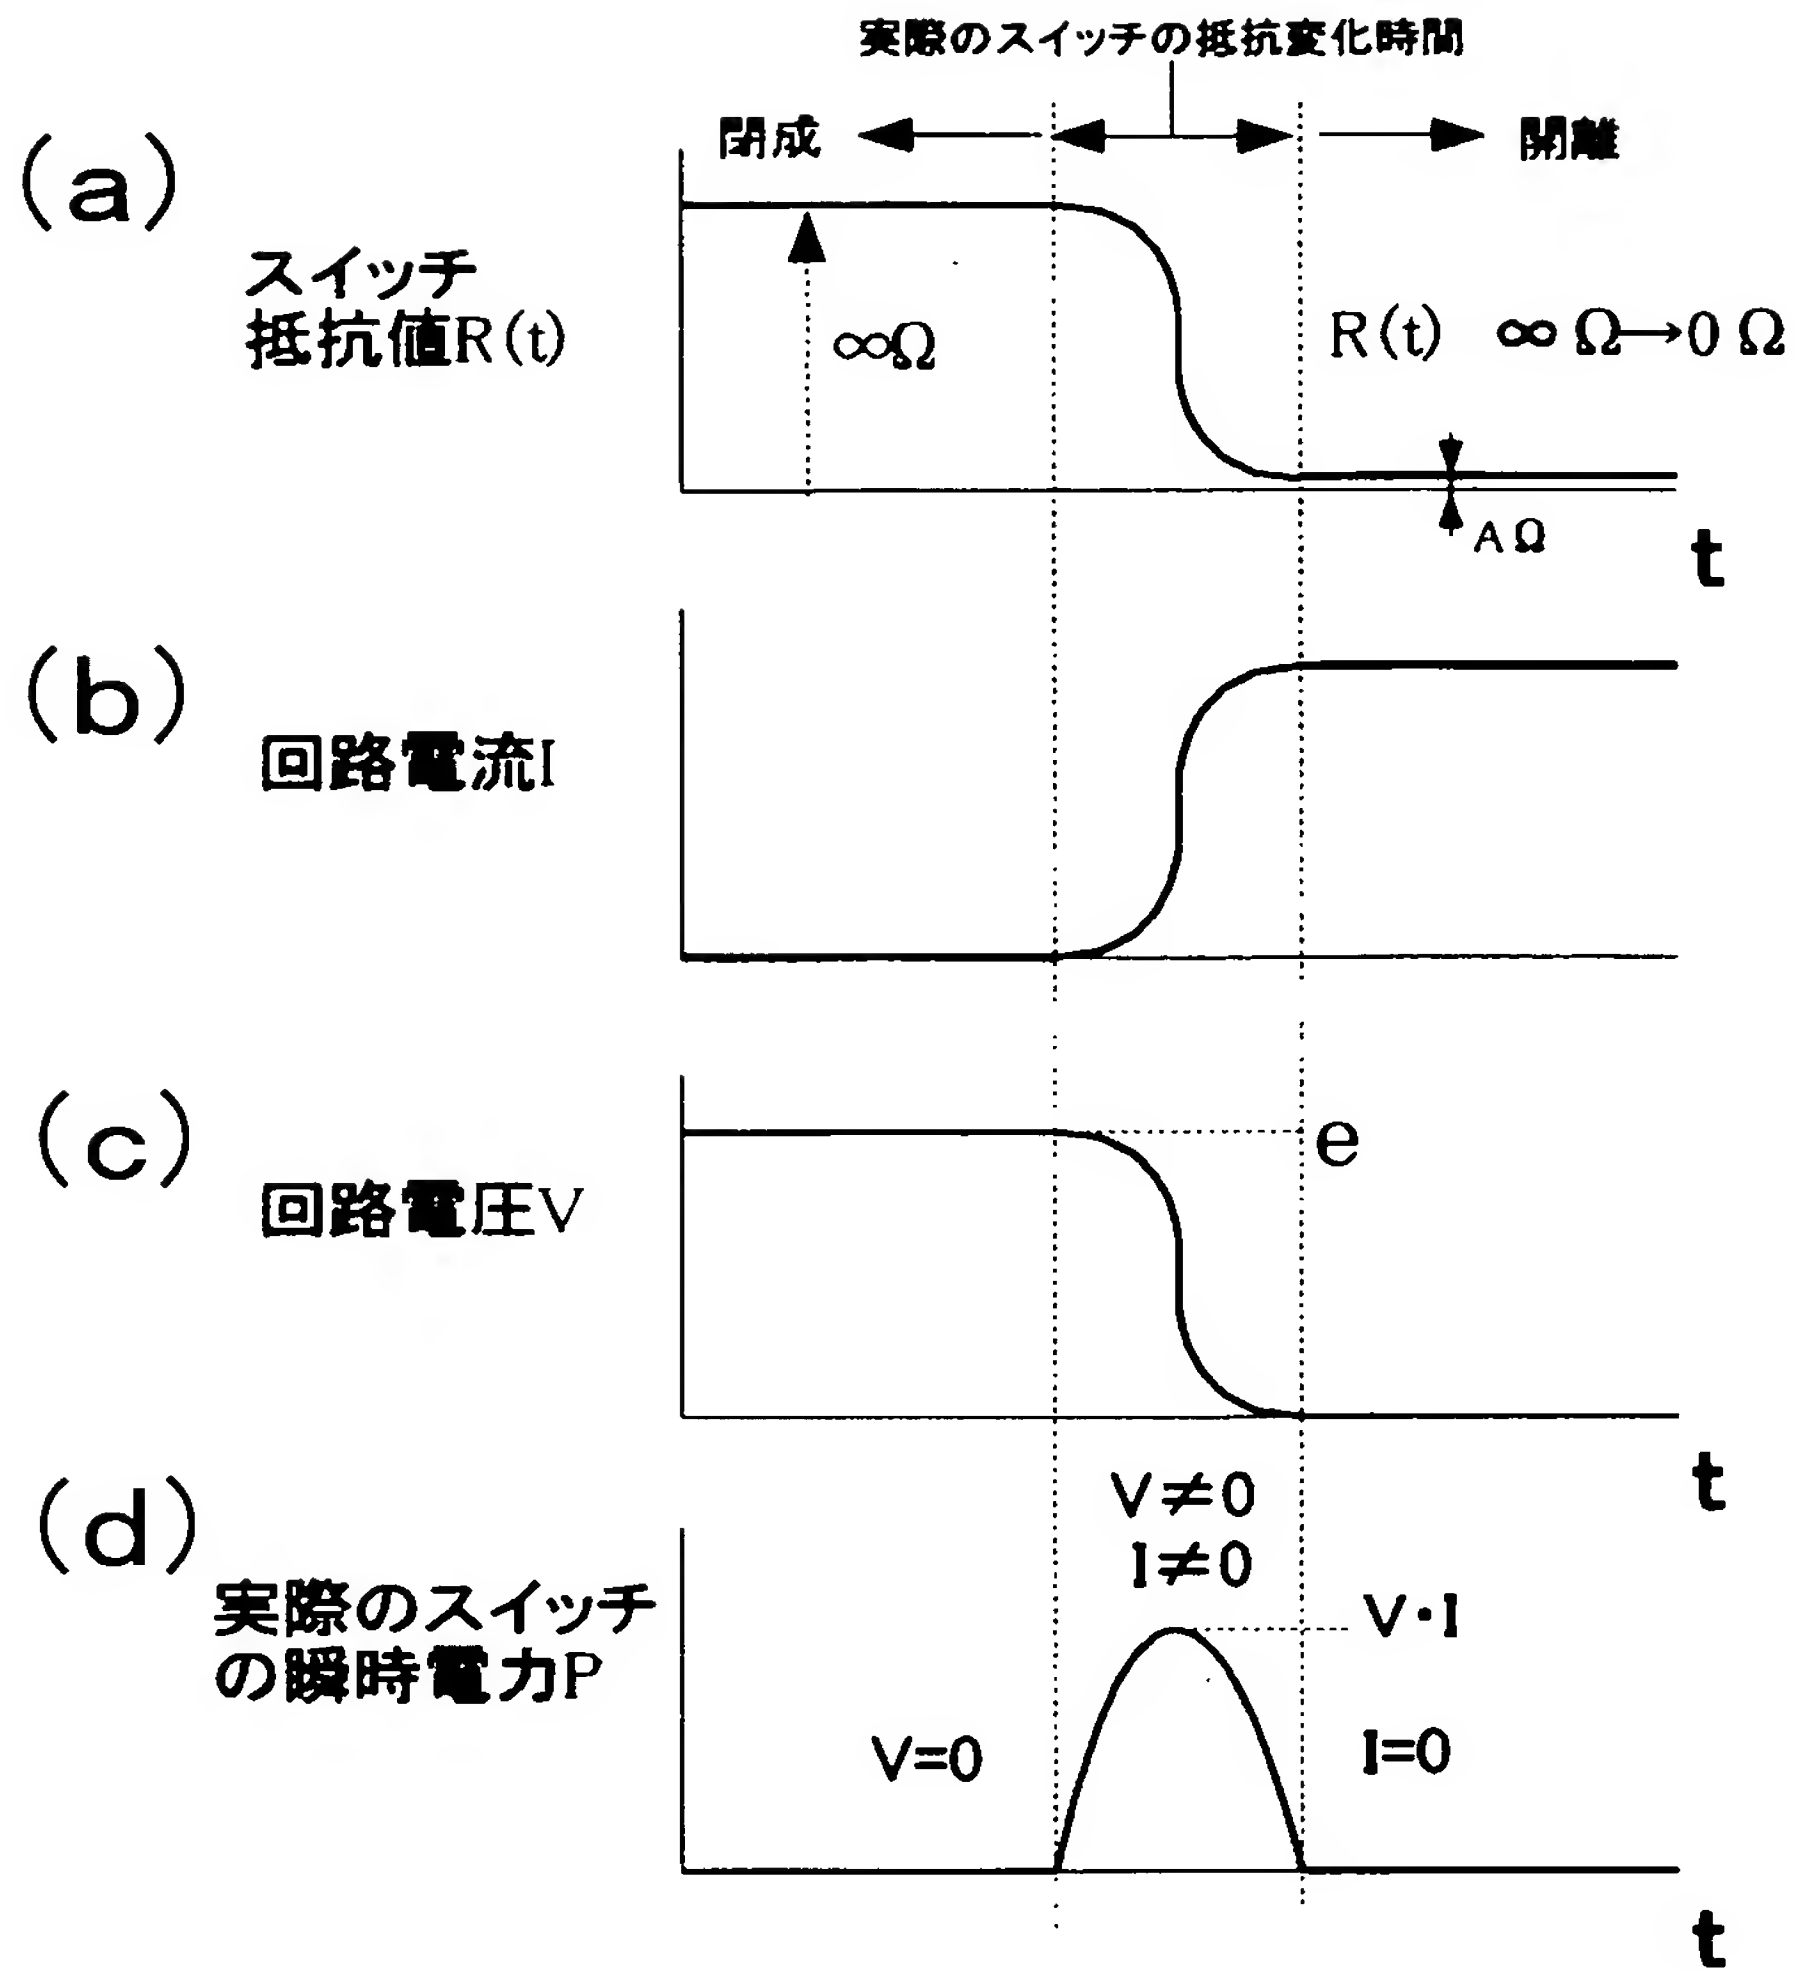 実際のスイッチの抵抗変化時間
閉成
開離
(a)
スイッチ
抵抗値R(t)
∞Ω
R(t) ∞Ω→0Ω
AΩ
t
(b)
回路電流I
(c)
e
回路電圧V
t
(d)
V≠0
I≠0
実際のスイッチ
の瞬時電力P
V・I
V=0
I=0
t